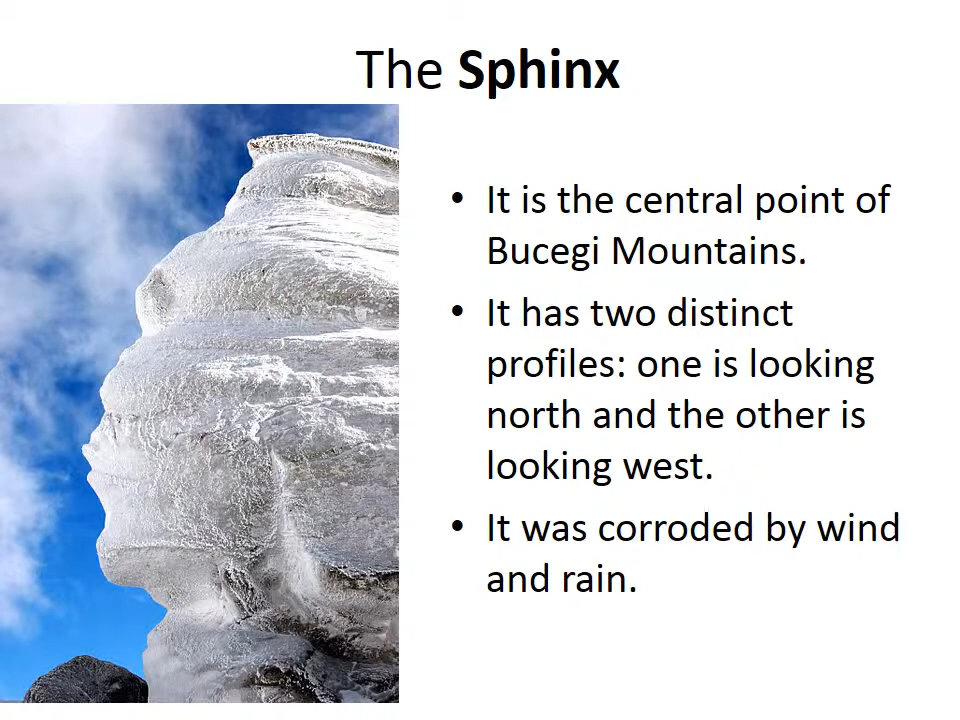 The Sphinx
• It is the central point of
Bucegi Mountains.
• It has two distinct
profiles: one is looking
north and the other is
looking west.
• It was corroded by wind
and rain.